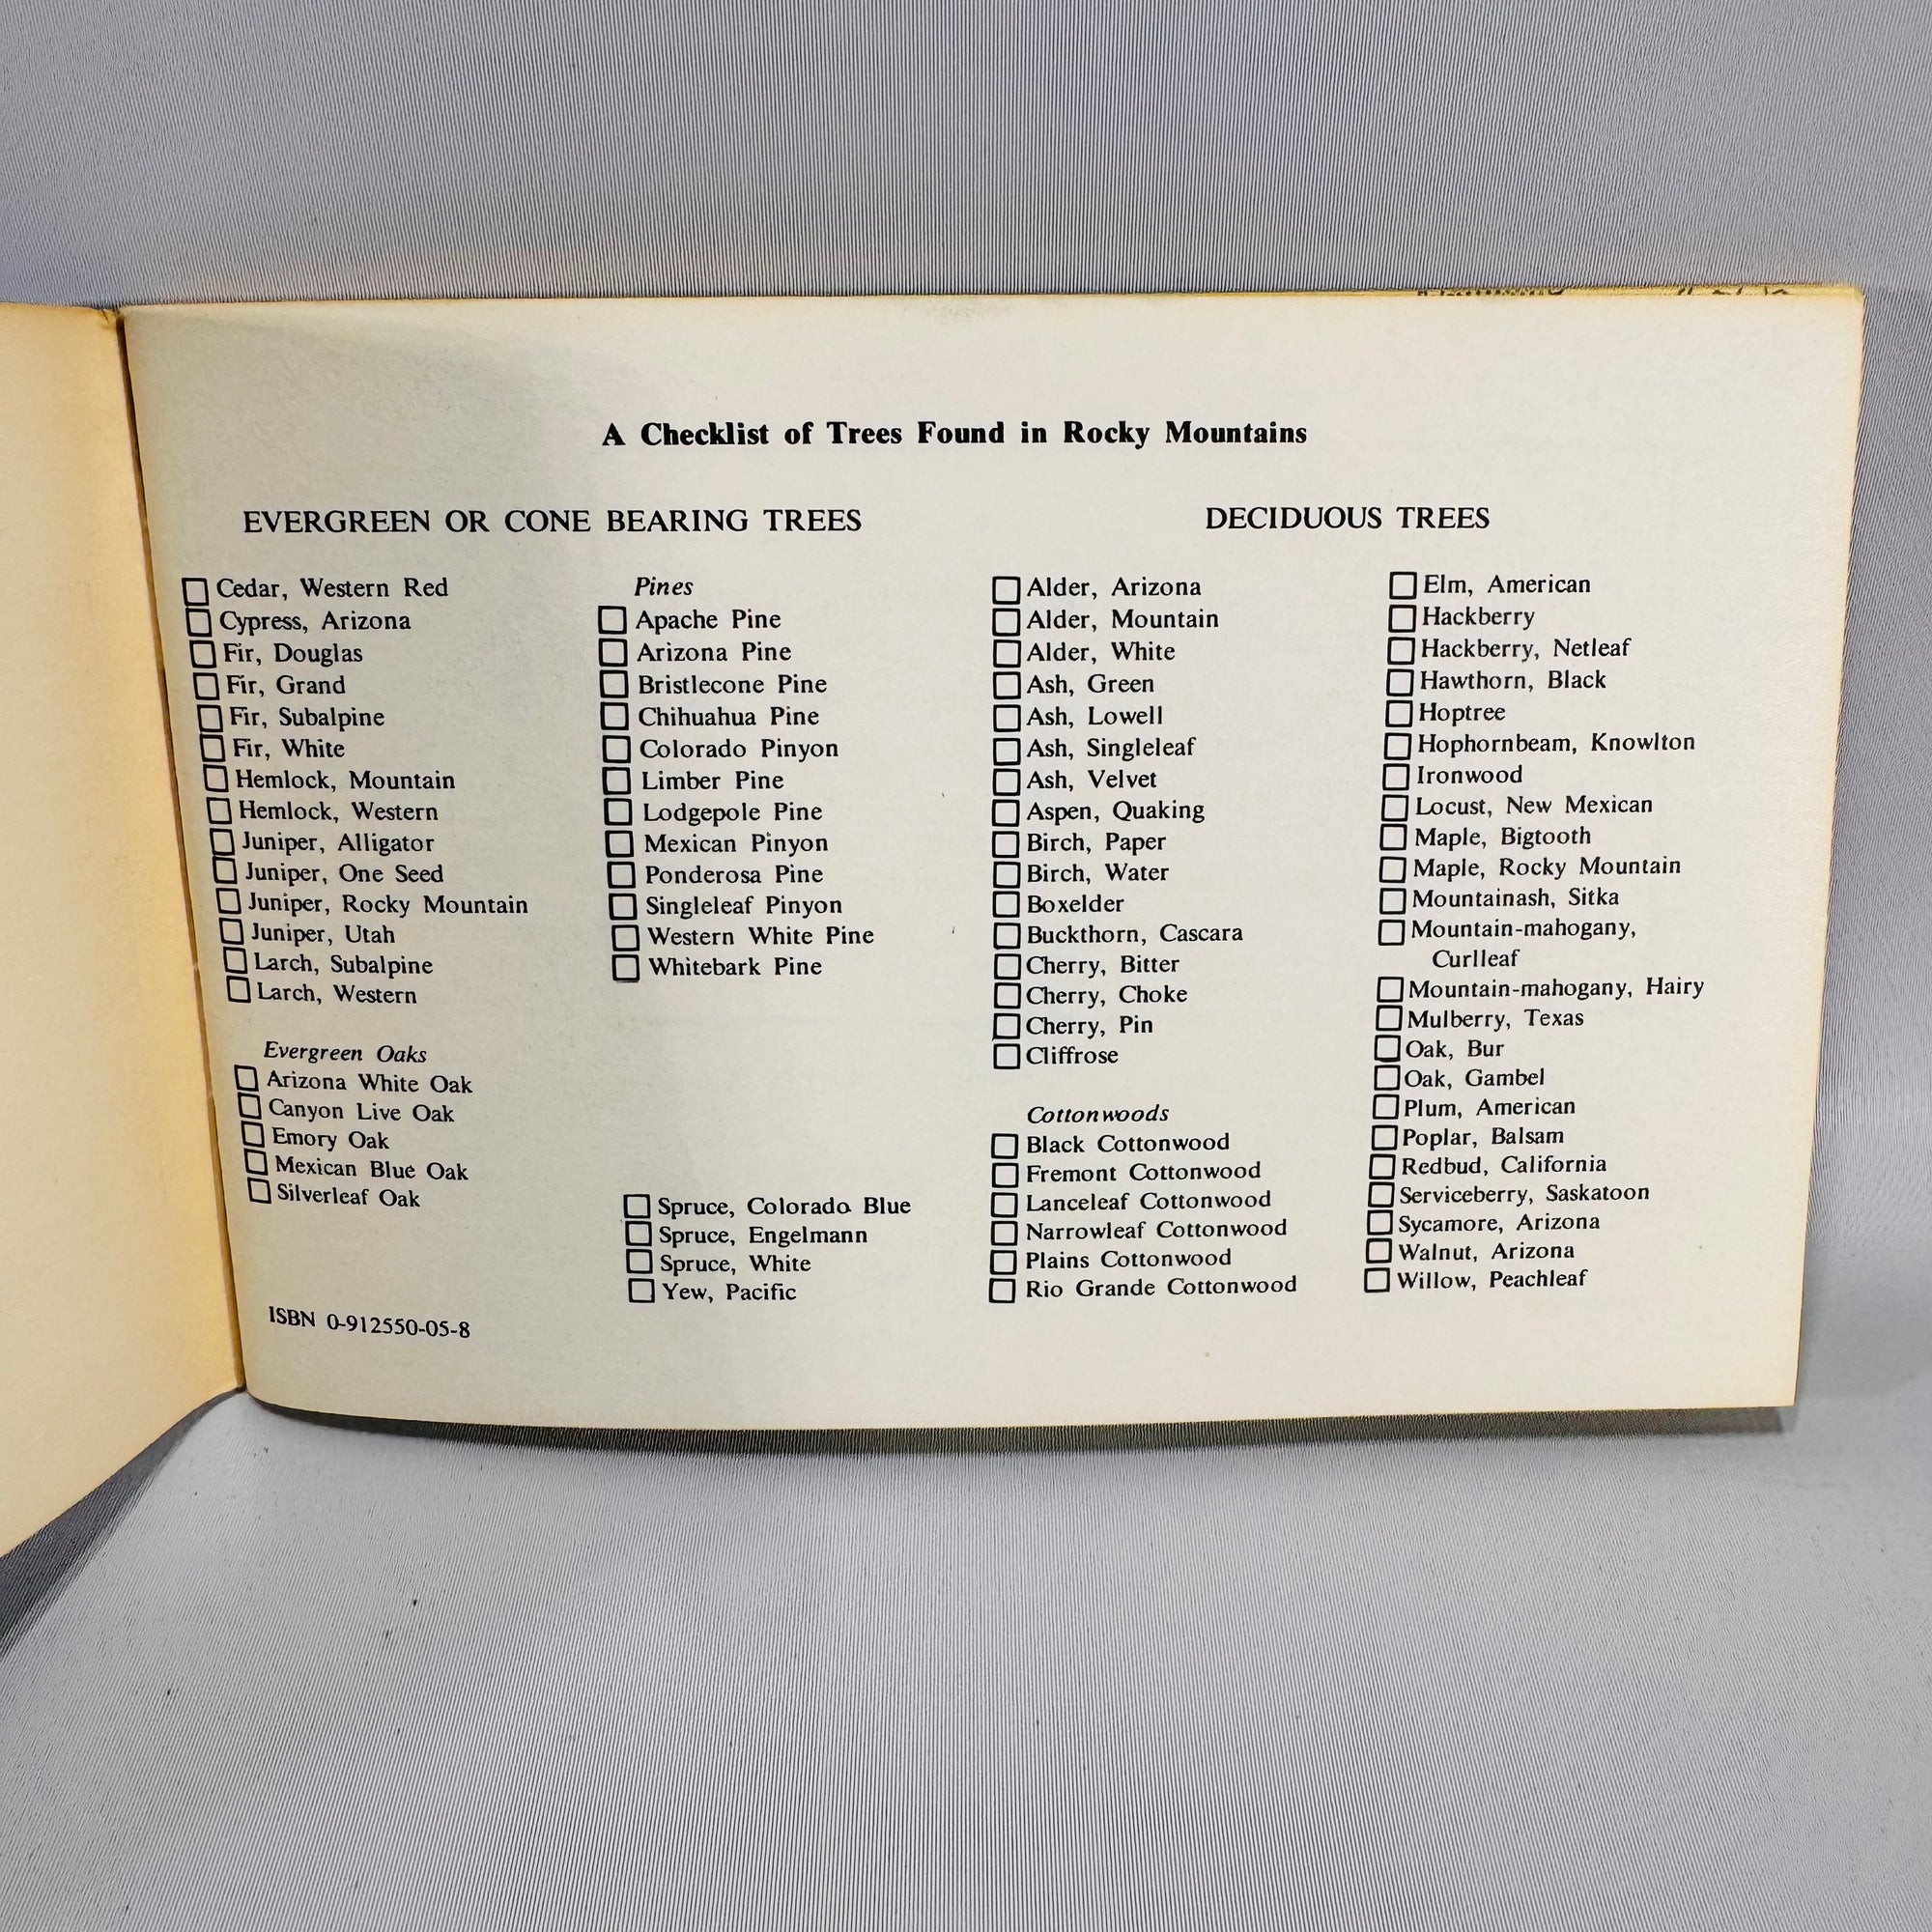 A Checklist of Trees Found in Rocky Mountains
EVERGREEN OR CONE BEARING TREES
Cedar, Western Red
Cypress, Arizona
Fir, Douglas
Fir, Grand
Fir, Subalpine
Fir, White
Hemlock, Mountain
Hemlock, Western
Juniper, Alligator
Juniper, One Seed
Juniper, Rocky Mountain
Juniper, Utah
Larch, Subalpine
Larch, Western
Evergreen Oaks
Arizona White Oak
Canyon Live Oak
Emory Oak
Mexican Blue Oak
Silverleaf Oak
ISBN 0-912550-05-8
Pines
Apache Pine
Arizona Pine
Bristlecone Pine
Chihuahua Pine
Colorado Pinyon
Limber Pine
Lodgepole Pine
Mexican Pinyon
Ponderosa Pine
Singleleaf Pinyon
Western White Pine
Whitebark Pine
Spruce, Colorado Blue
Spruce, Engelmann
Spruce, White
Yew, Pacific
DECIDUOUS TREES
Alder, Arizona
Alder, Mountain
Alder, White
Ash, Green
Ash, Lowell
Ash, Singleleaf
Ash, Velvet
Aspen, Quaking
Birch, Paper
Birch, Water
Boxelder
Buckthorn, Cascara
Cherry, Bitter
Cherry, Choke
Cherry, Pin
Cliffrose
Cottonwoods
Black Cottonwood
Fremont Cottonwood
Lanceleaf Cottonwood
Narrowleaf Cottonwood
Plains Cottonwood
Rio Grande Cottonwood
Elm, American
Hackberry
Hackberry, Netleaf
Hawthorn, Black
Hoptree
Hophornbeam, Knowlton
Ironwood
Locust, New Mexican
Maple, Bigtooth
Maple, Rocky Mountain
Mountainash, Sitka
Mountain-mahogany,
Curlleaf
Mountain-mahogany, Hairy
Mulberry, Texas
Oak, Bur
Oak, Gambel
Plum, American
Poplar, Balsam
Redbud, California
Serviceberry, Saskatoon
Sycamore, Arizona
Walnut, Arizona
Willow, Peachleaf